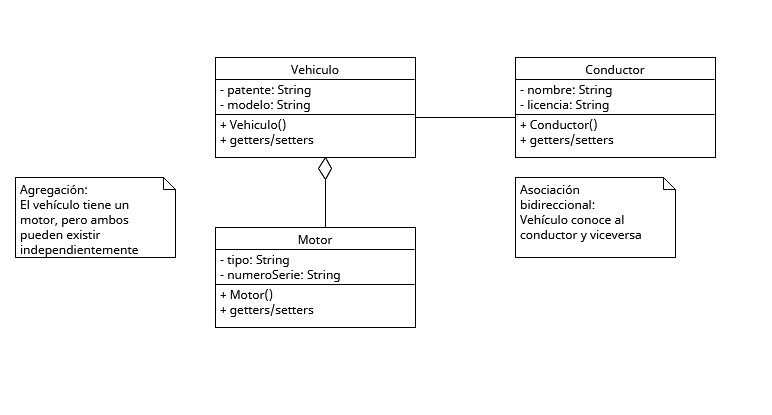 Vehiculo
- patente: String
- modelo: String
+ Vehiculo()
+ getters/setters
Conductor
- nombre: String
- licencia: String
+ Conductor()
+ getters/setters
Agregación:
El vehículo tiene un
motor, pero ambos
pueden existir
independientemente
Asociación
bidireccional:
Vehículo conoce al
conductor y viceversa
Motor
- tipo: String
- numeroSerie: String
+ Motor()
+ getters/setters